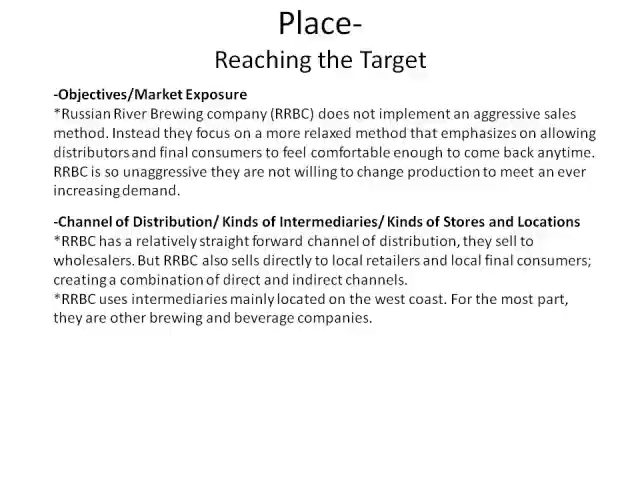 Place-
Reaching the Target
-Objectives/Market Exposure
*Russian River Brewing company (RRBC) does not implement an aggressive sales
method. Instead they focus on a more relaxed method that emphasizes on allowing
distributors and final consumers to feel comfortable enough to come back anytime.
RRBC is so unaggressive they are not willing to change production to meet an ever
increasing demand.
-Channel of Distribution/ Kinds of Intermediaries/ Kinds of Stores and Locations
*RRBC has a relatively straight forward channel of distribution, they sell to
wholesalers. But RRBC also sells directly to local retailers and local final consumers;
creating a combination of direct and indirect channels.
*RRBC uses intermediaries mainly located on the west coast. For the most part,
they are other brewing and beverage companies.